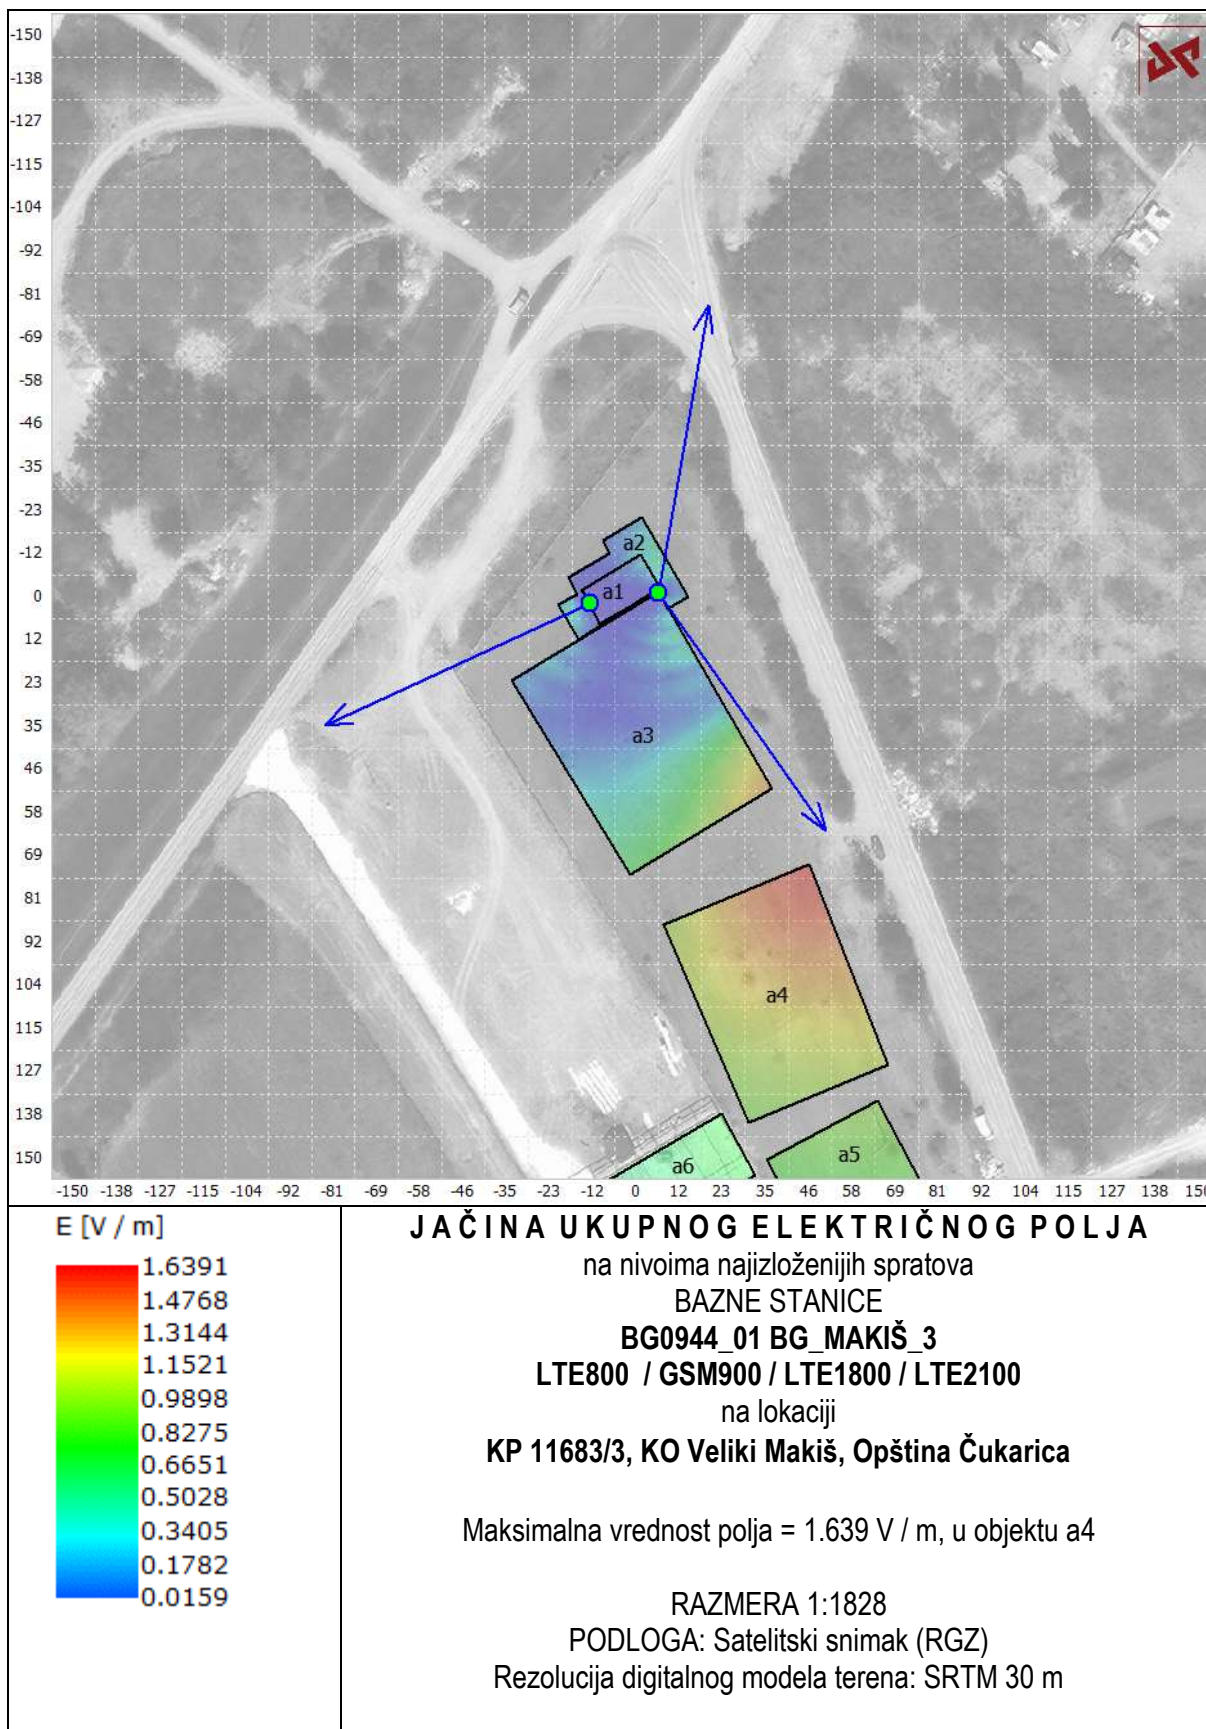 -150
-138
-127
-115
-104
-92
-81
-69
-58
-46
-35
-23
-12
0
12
23
35
46
58
69
81
92
104
115
127
138
150
a2
a1
a3
a4
a5
a6
-150 -138 -127 -115 -104 -92 -81 -69 -58 -46 -35 -23 -12 0 12 23 35 46 58 69 81 92 104 115 127 138 150
E [V / m]
1.6391
1.4768
1.3144
1.1521
0.9898
0.8275
0.6651
0.5028
0.3405
0.1782
0.0159
JAČINA UKUPNOG ELEKTRIČNOG POLJA
na nivoima najizloženijih spratova
BAZNE STANICE
BG0944_01 BG_MAKIŠ_3
LTE800 / GSM900 / LTE1800 / LTE2100
na lokaciji
KP 11683/3, KO Veliki Makiš, Opština Čukarica
Maksimalna vrednost polja = 1.639 V / m, u objektu a4
RAZMERA 1:1828
PODLOGA: Satelitski snimak (RGZ)
Rezolucija digitalnog modela terena: SRTM 30 m